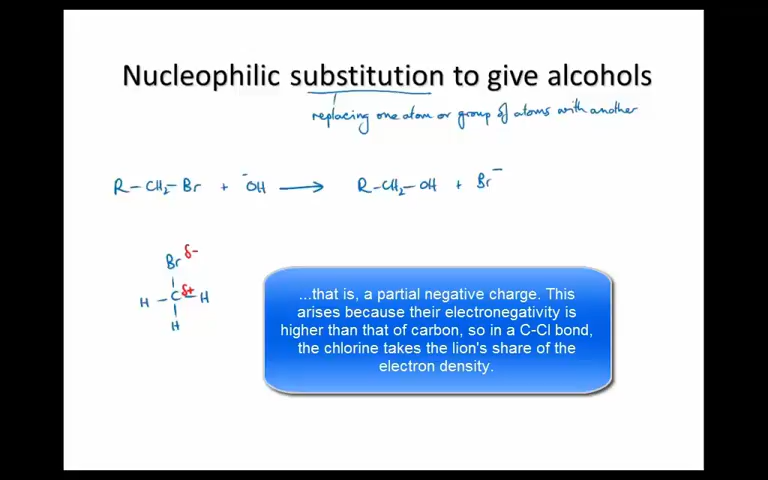 Nucleophilic substitution to give alcohols
replacing one atom or group of atoms with another
R-CH₂-Br + ⁻OH ⟶ R-CH₂-OH + Br⁻
Br δ-
H - C δ+ - H
H
...that is, a partial negative charge. This
arises because their electronegativity is
higher than that of carbon, so in a C-Cl bond,
the chlorine takes the lion's share of the
electron density.